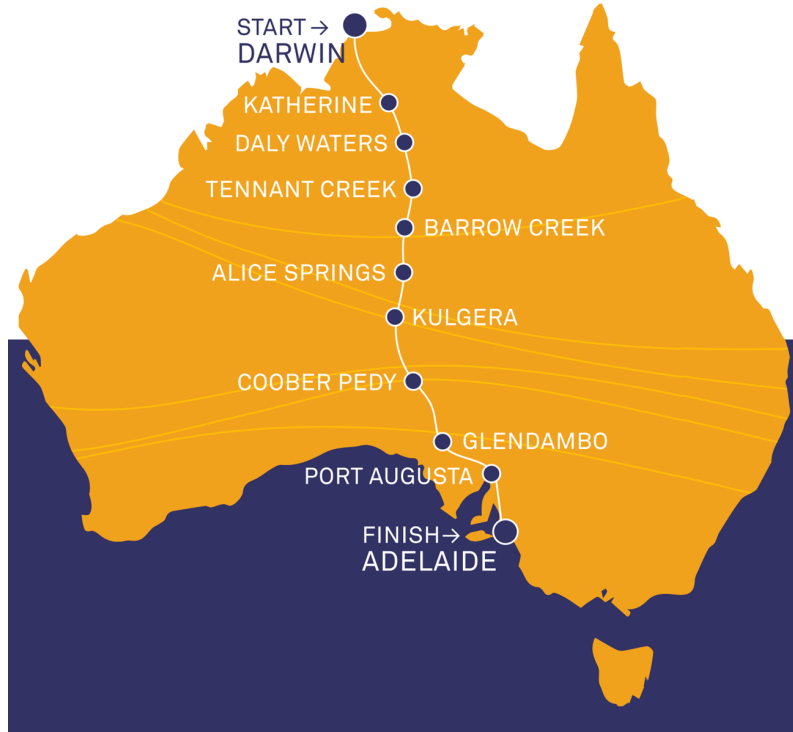 START →
DARWIN
KATHERINE
DALY WATERS
TENNANT CREEK
BARROW CREEK
ALICE SPRINGS
KULGERA
COOBER PEDY
GLENDAMBO
PORT AUGUSTA
FINISH →
ADELAIDE